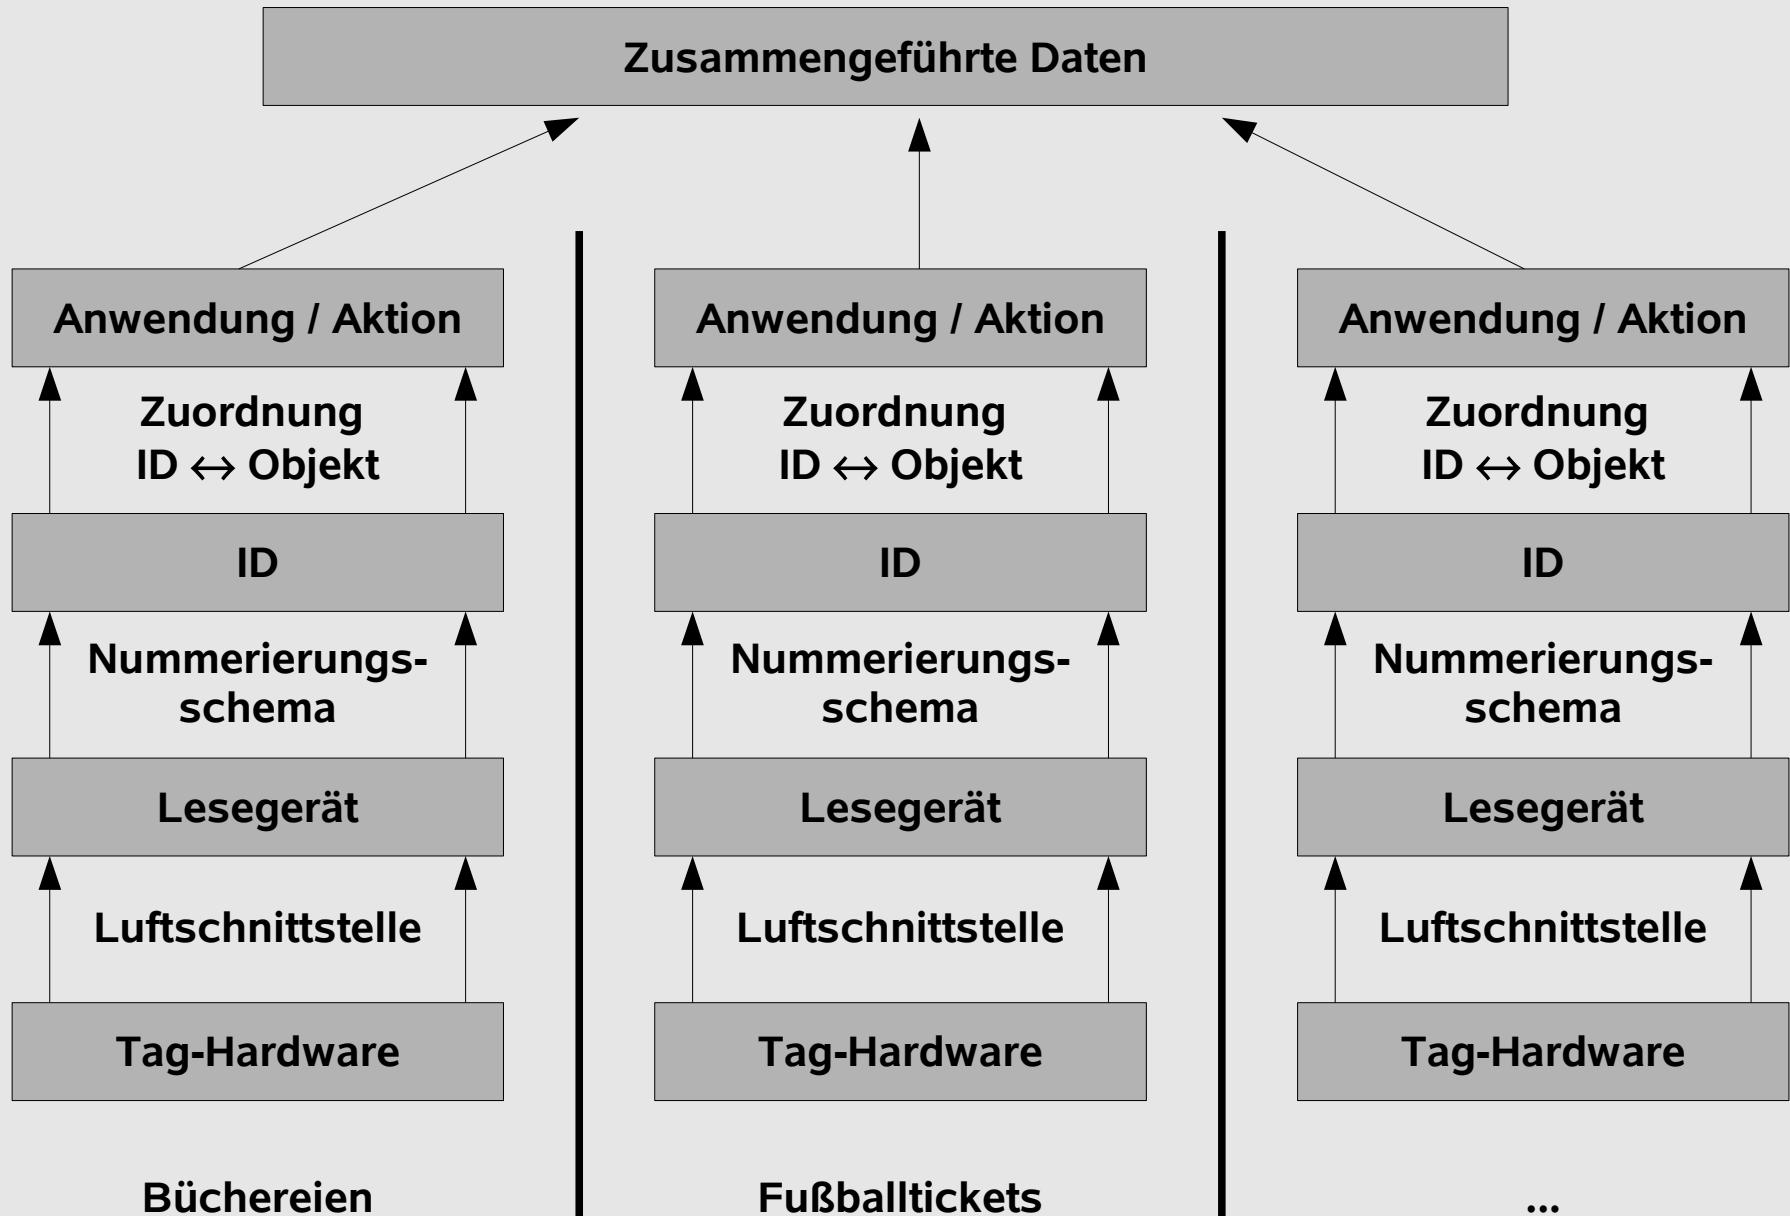 Zusammengeführte Daten
Anwendung / Aktion
Zuordnung
ID ↔ Objekt
ID
Nummerierungs-
schema
Lesegerät
Luftschnittstelle
Tag-Hardware
Büchereien
Anwendung / Aktion
Zuordnung
ID ↔ Objekt
ID
Nummerierungs-
schema
Lesegerät
Luftschnittstelle
Tag-Hardware
Fußballtickets
Anwendung / Aktion
Zuordnung
ID ↔ Objekt
ID
Nummerierungs-
schema
Lesegerät
Luftschnittstelle
Tag-Hardware
...